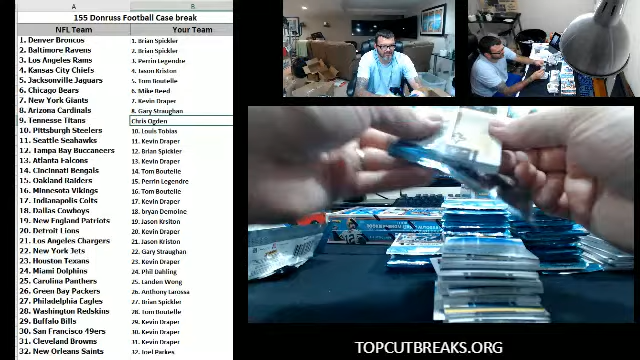 A B
155 Donruss Football Case break
NFL Team Your Team
1. Denver Broncos 1. Brian Spickler
2. Baltimore Ravens 2. Brian Spickler
3. Los Angeles Rams 3. Perrin Legendre
4. Kansas City Chiefs 4. Jason Kriston
5. Jacksonville Jaguars 5. Tom Boutelle
6. Chicago Bears 6. Mike Reed
7. New York Giants 7. Kevin Draper
8. Arizona Cardinals 8. Gary Straughan
9. Tennesse Titans Chris Ogden
10. Pittsburgh Steelers 10. Louis Tobias
11. Seattle Seahawks 11. Kevin Draper
12. Tampa Bay Buccaneers 12. Brian Spickler
13. Atlanta Falcons 13. Kevin Draper
14. Cincinnati Bengals 14. Tom Boutelle
15. Oakland Raiders 15. Perrin Legendre
16. Minnesota Vikings 16. Tom Boutelle
17. Indianapolis Colts 17. Kevin Draper
18. Dallas Cowboys 18. bryan Demoine
19. New England Patriots 19. Jason Kriston
20. Detroit Lions 20. Kevin Draper
21. Los Angeles Chargers 21. Jason Kriston
22. New York Jets 22. Gary Straughan
23. Houston Texans 23. Kevin Draper
24. Miami Dolphins 24. Phil Dahling
25. Carolina Panthers 25. Landen Wong
26. Green Bay Packers 26. Anthony Larossa
27. Philadelphia Eagles 27. Brian Spickler
28. Washington Redskins 28. Tom Boutelle
29. Buffalo Bills 29. Kevin Draper
30. San Francisco 49ers 30. Kevin Draper
31. Cleveland Browns 31. Kevin Draper
32. New Orleans Saints 32. Joel Parkes
TOPCUTBREAKS.ORG